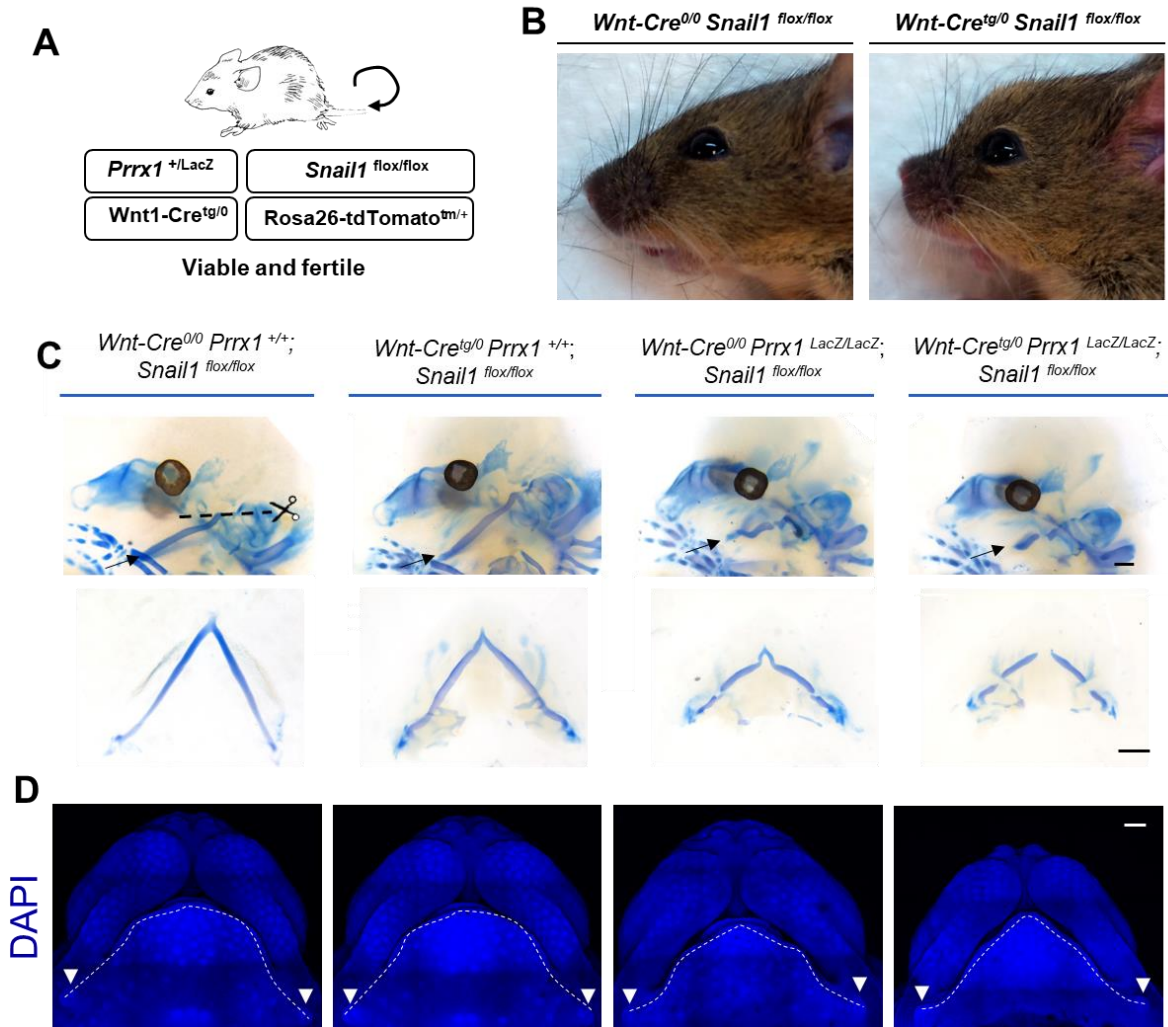 A
Prrx1 +/LacZ
Snail1 flox/flox
Wnt1-Cretg/0
Rosa26-tdTomatotm/+
Viable and fertile
B
Wnt-Cre0/0 Snail1 flox/flox
Wnt-Cretg/0 Snail1 flox/flox
C
Wnt-Cre0/0 Prrx1 +/+;
Snail1 flox/flox
Wnt-Cretg/0 Prrx1 +/+;
Snail1 flox/flox
Wnt-Cre0/0 Prrx1 LacZ/LacZ;
Snail1 flox/flox
Wnt-Cretg/0 Prrx1 LacZ/LacZ;
Snail1 flox/flox
D
DAPI